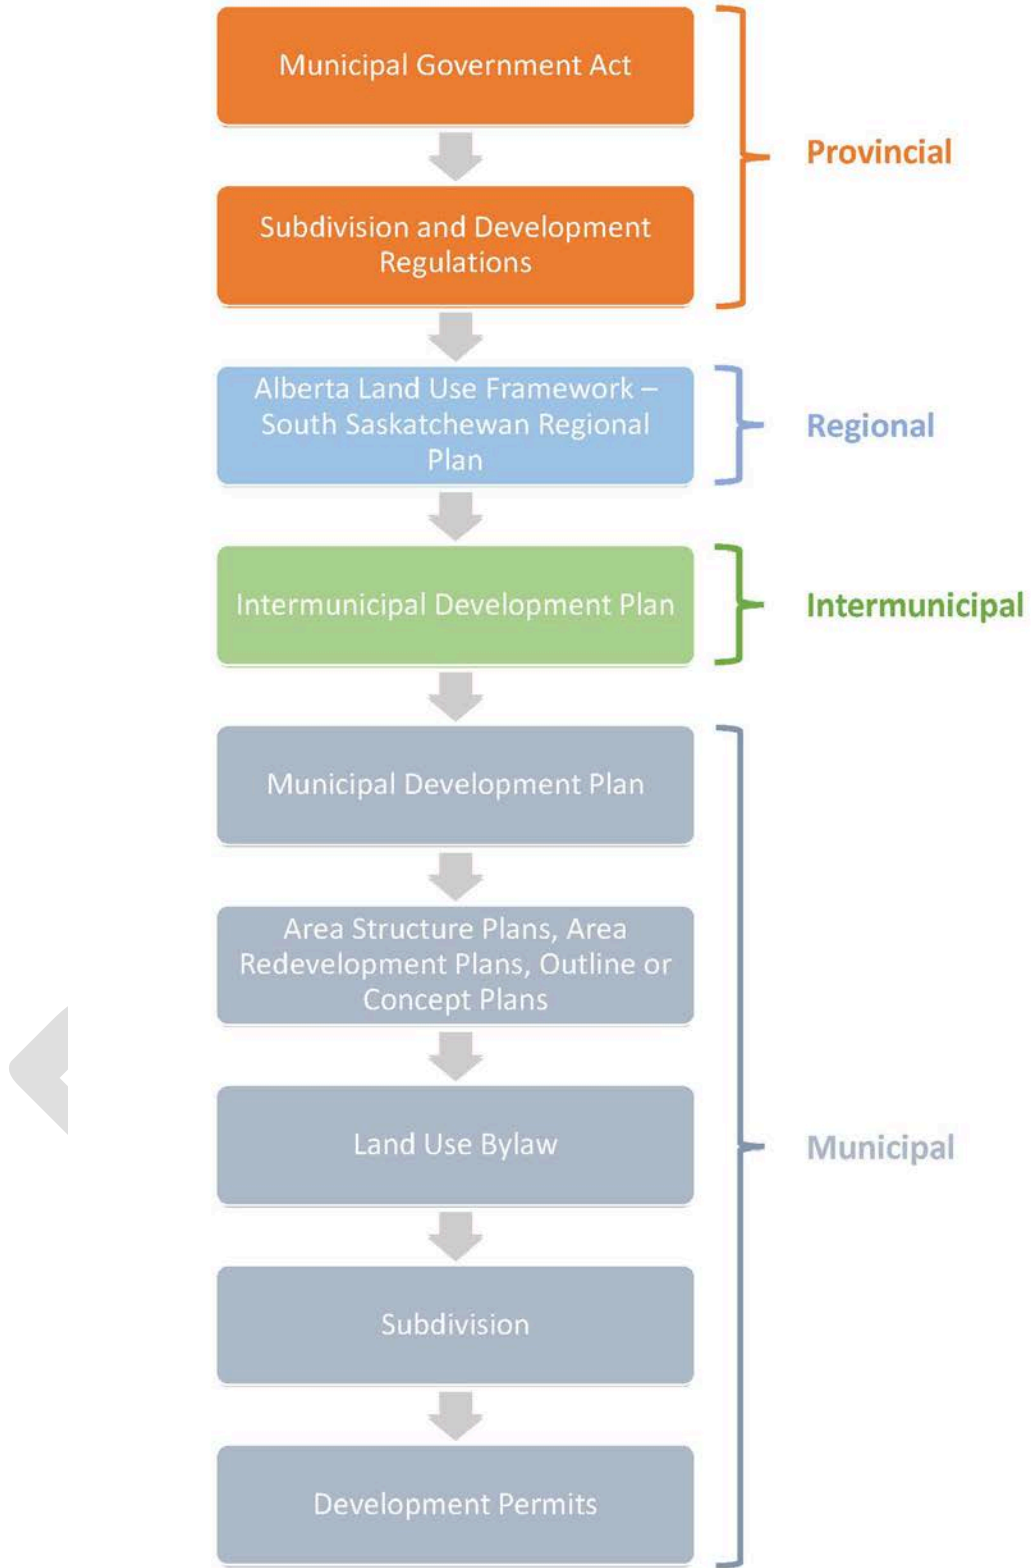 Municipal Government Act
Provincial
Subdivision and Development
Regulations
Alberta Land Use Framework –
South Saskatchewan Regional
Plan
Regional
Intermunicipal Development Plan
Intermunicipal
Municipal Development Plan
Area Structure Plans, Area
Redevelopment Plans, Outline or
Concept Plans
Land Use Bylaw
Municipal
Subdivision
Development Permits